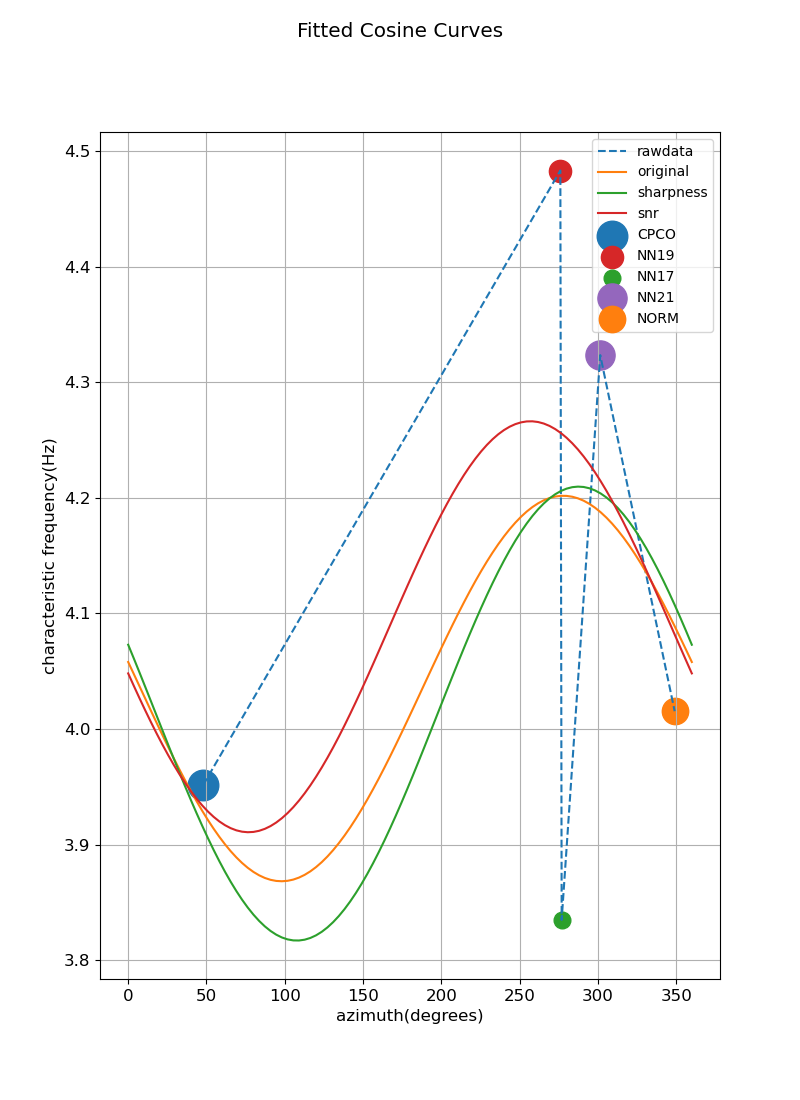 Fitted Cosine Curves
4.5
4.4
4.3
4.2
4.1
4.0
3.9
3.8
characteristic frequency(Hz)
rawdata
original
sharpness
snr
CPCO
NN19
NN17
NN21
NORM
0 50 100 150 200 250 300 350
azimuth(degrees)